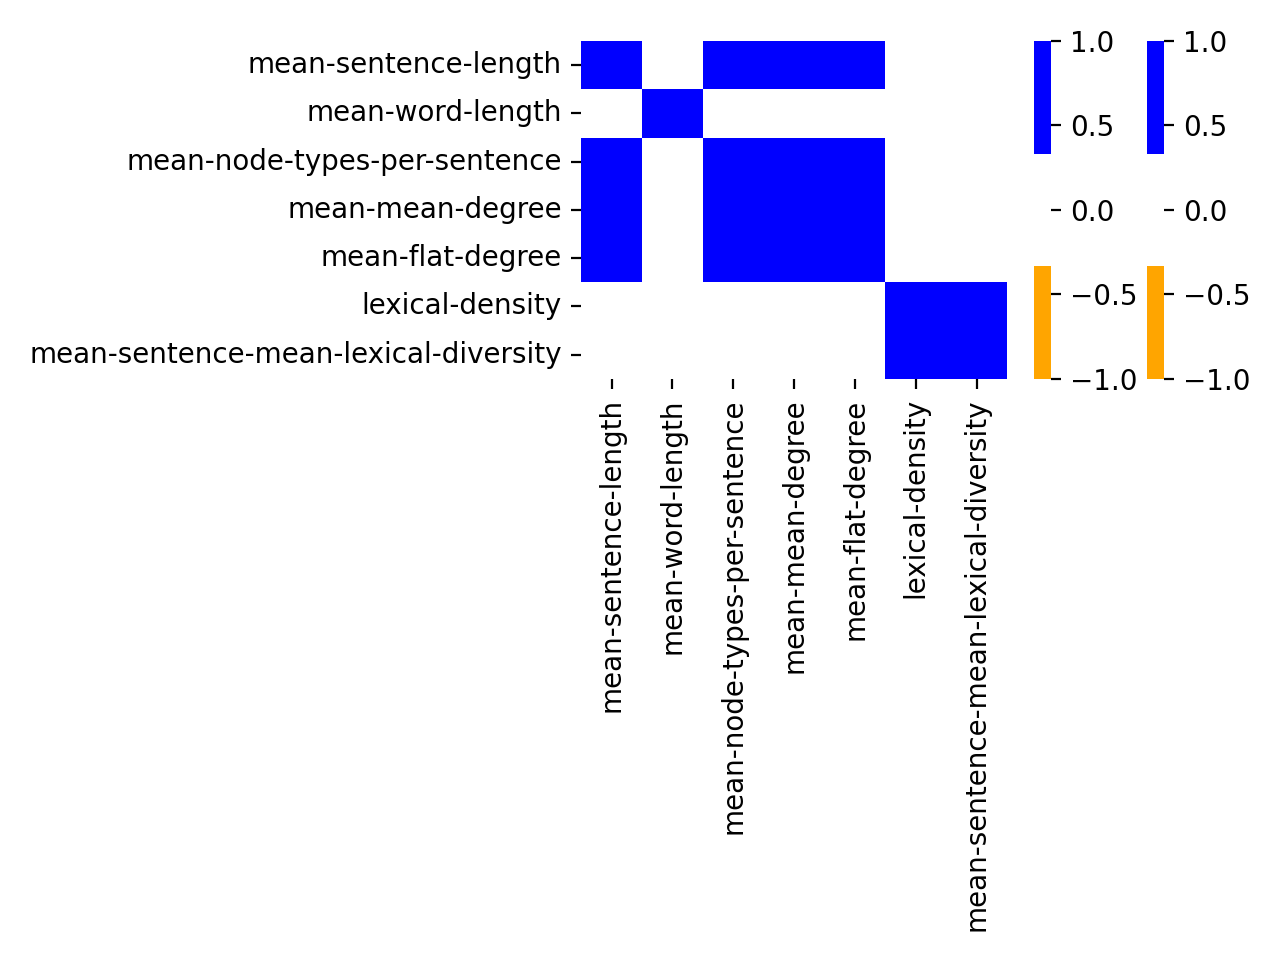 mean-sentence-length
mean-word-length
mean-node-types-per-sentence
mean-mean-degree
mean-flat-degree
lexical-density
mean-sentence-mean-lexical-diversity
mean-sentence-length
mean-word-length
mean-node-types-per-sentence
mean-mean-degree
mean-flat-degree
lexical-density
mean-sentence-mean-lexical-diversity
1.0
0.5
0.0
−0.5
−1.0
1.0
0.5
0.0
−0.5
−1.0